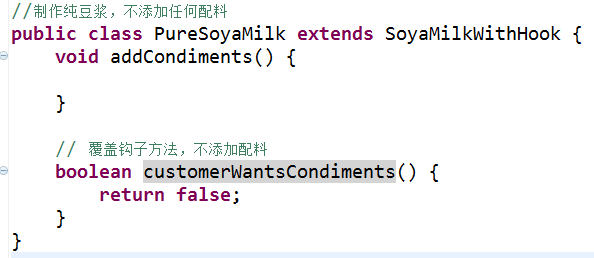 //制作纯豆浆，不添加任何配料
public class PureSoyaMilk extends SoyaMilkWithHook {
    void addCondiments() {

    }

    // 覆盖钩子方法，不添加配料
    boolean customerWantsCondiments() {
        return false;
    }
}